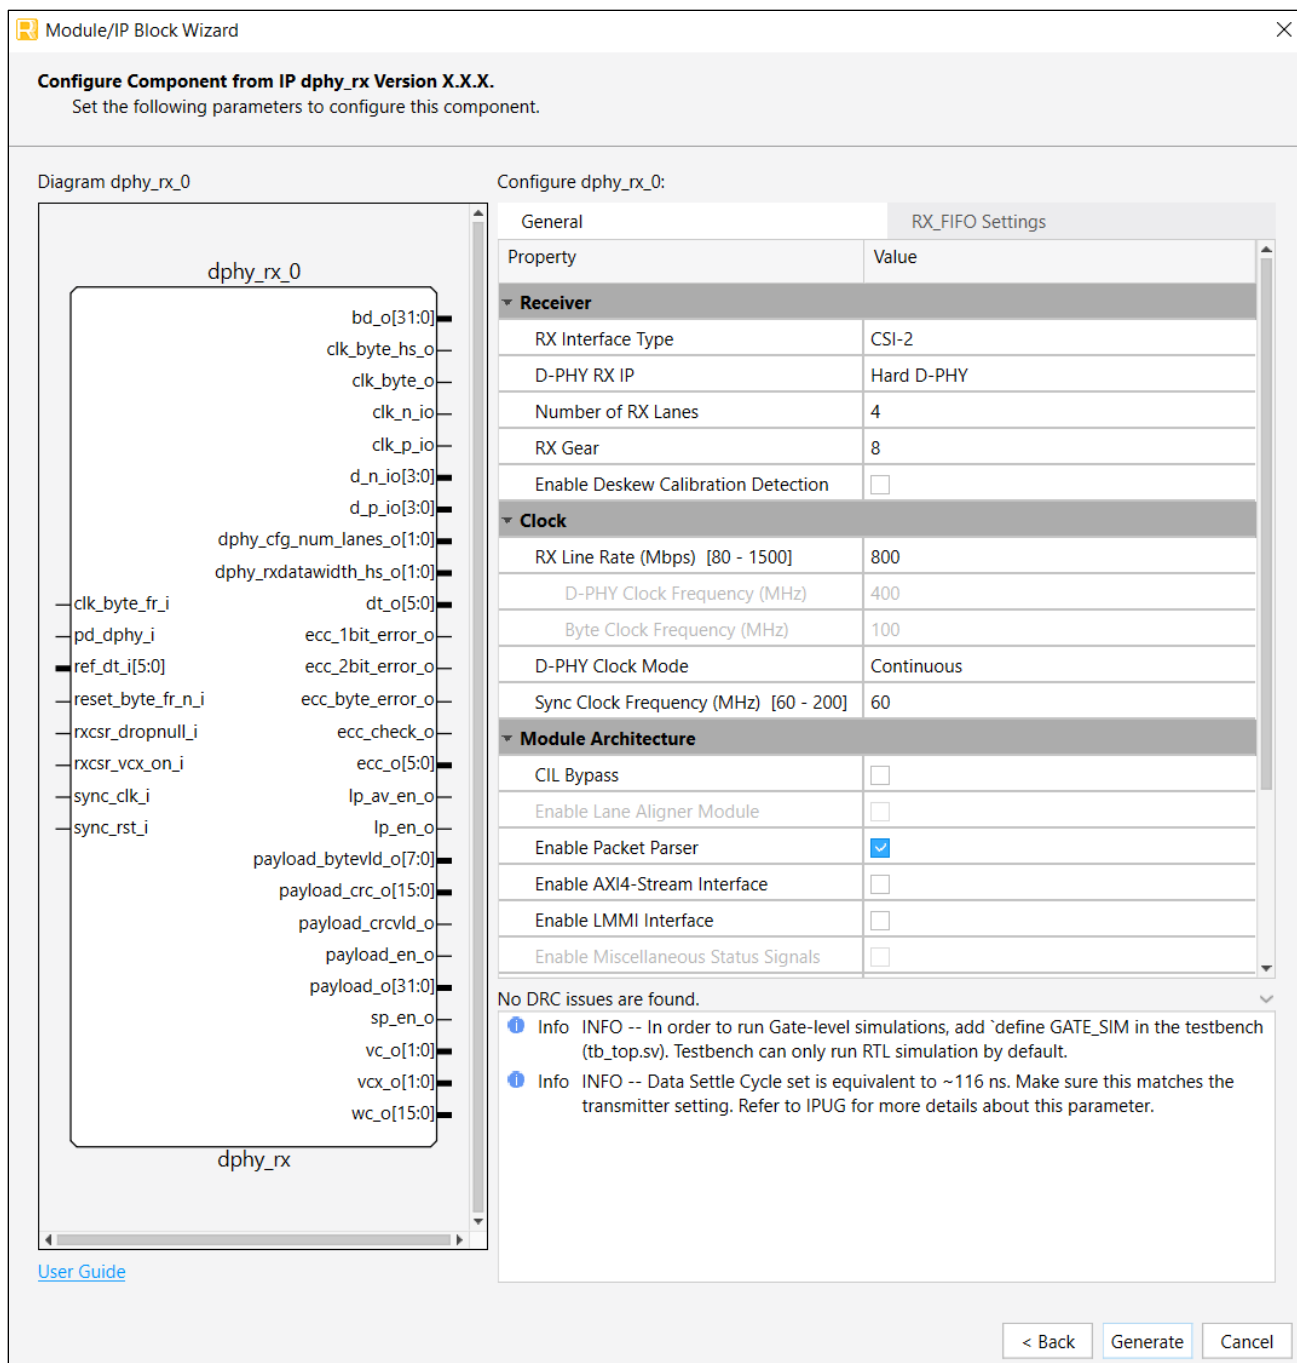 Module/IP Block Wizard
Configure Component from IP dphy_rx Version X.X.X.
Set the following parameters to configure this component.
Diagram dphy_rx_0
dphy_rx_0
bd_o[31:0]
clk_byte_hs_o
clk_byte_o
clk_n_io
clk_p_io
d_n_io[3:0]
d_p_io[3:0]
dphy_cfg_num_lanes_o[1:0]
dphy_rxdatawidth_hs_o[1:0]
clk_byte_fr_i dt_o[5:0]
pd_dphy_i ecc_1bit_error_o
ref_dt_i[5:0] ecc_2bit_error_o
reset_byte_fr_n_i ecc_byte_error_o
rxcsr_dropnull_i ecc_check_o
rxcsr_vcx_on_i ecc_o[5:0]
sync_clk_i lp_av_en_o
sync_rst_i lp_en_o
payload_bytevld_o[7:0]
payload_crc_o[15:0]
payload_crcvld_o
payload_en_o
payload_o[31:0]
sp_en_o
vc_o[1:0]
vcx_o[1:0]
wc_o[15:0]
dphy_rx
User Guide
Configure dphy_rx_0:
General RX_FIFO Settings
Property Value
Receiver
RX Interface Type CSI-2
D-PHY RX IP Hard D-PHY
Number of RX Lanes 4
RX Gear 8
Enable Deskew Calibration Detection
Clock
RX Line Rate (Mbps) [80 - 1500] 800
D-PHY Clock Frequency (MHz) 400
Byte Clock Frequency (MHz) 100
D-PHY Clock Mode Continuous
Sync Clock Frequency (MHz) [60 - 200] 60
Module Architecture
CIL Bypass
Enable Lane Aligner Module
Enable Packet Parser
Enable AXI4-Stream Interface
Enable LMMI Interface
Enable Miscellaneous Status Signals
No DRC issues are found.
Info INFO -- In order to run Gate-level simulations, add `define GATE_SIM in the testbench
(tb_top.sv). Testbench can only run RTL simulation by default.
Info INFO -- Data Settle Cycle set is equivalent to ~116 ns. Make sure this matches the
transmitter setting. Refer to IPUG for more details about this parameter.
< Back Generate Cancel